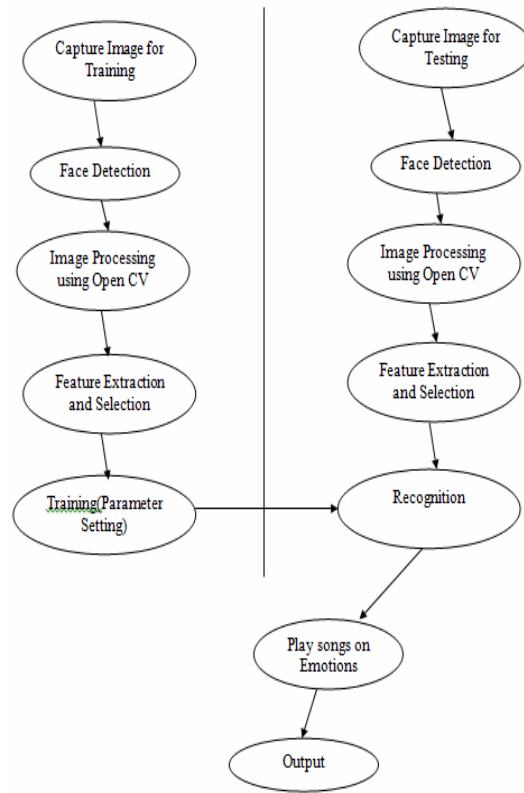 Capture Image for
Training
Face Detection
Image Processing
using Open CV
Feature Extraction
and Selection
Training(Parameter
Setting)
Capture Image for
Testing
Face Detection
Image Processing
using Open CV
Feature Extraction
and Selection
Recognition
Play songs on
Emotions
Output